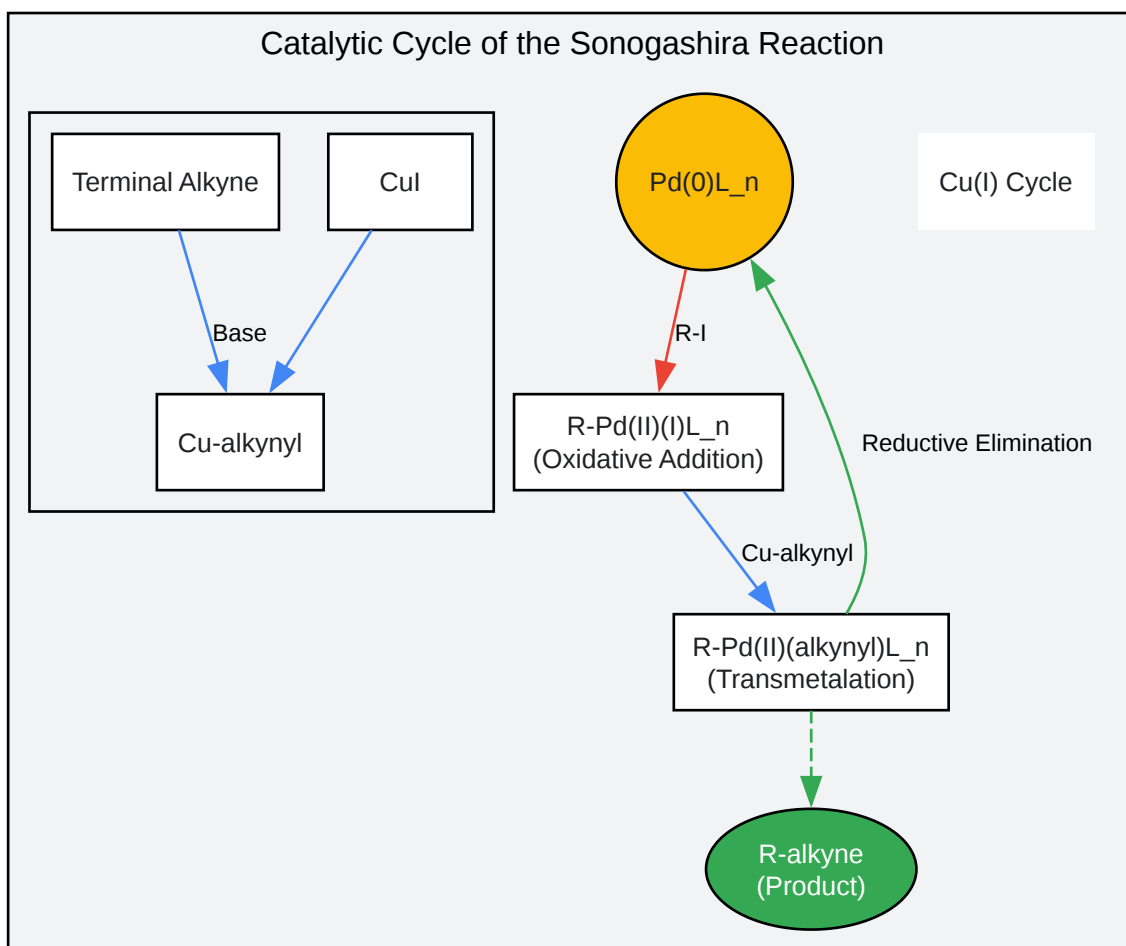 Catalytic Cycle of the Sonogashira Reaction
Terminal Alkyne
CuI
Pd(0)L_n
Cu(I) Cycle
Base
R-I
Cu-alkynyl
R-Pd(II)(I)L_n
(Oxidative Addition)
Reductive Elimination
Cu-alkynyl
R-Pd(II)(alkynyl)L_n
(Transmetalation)
R-alkyne
(Product)